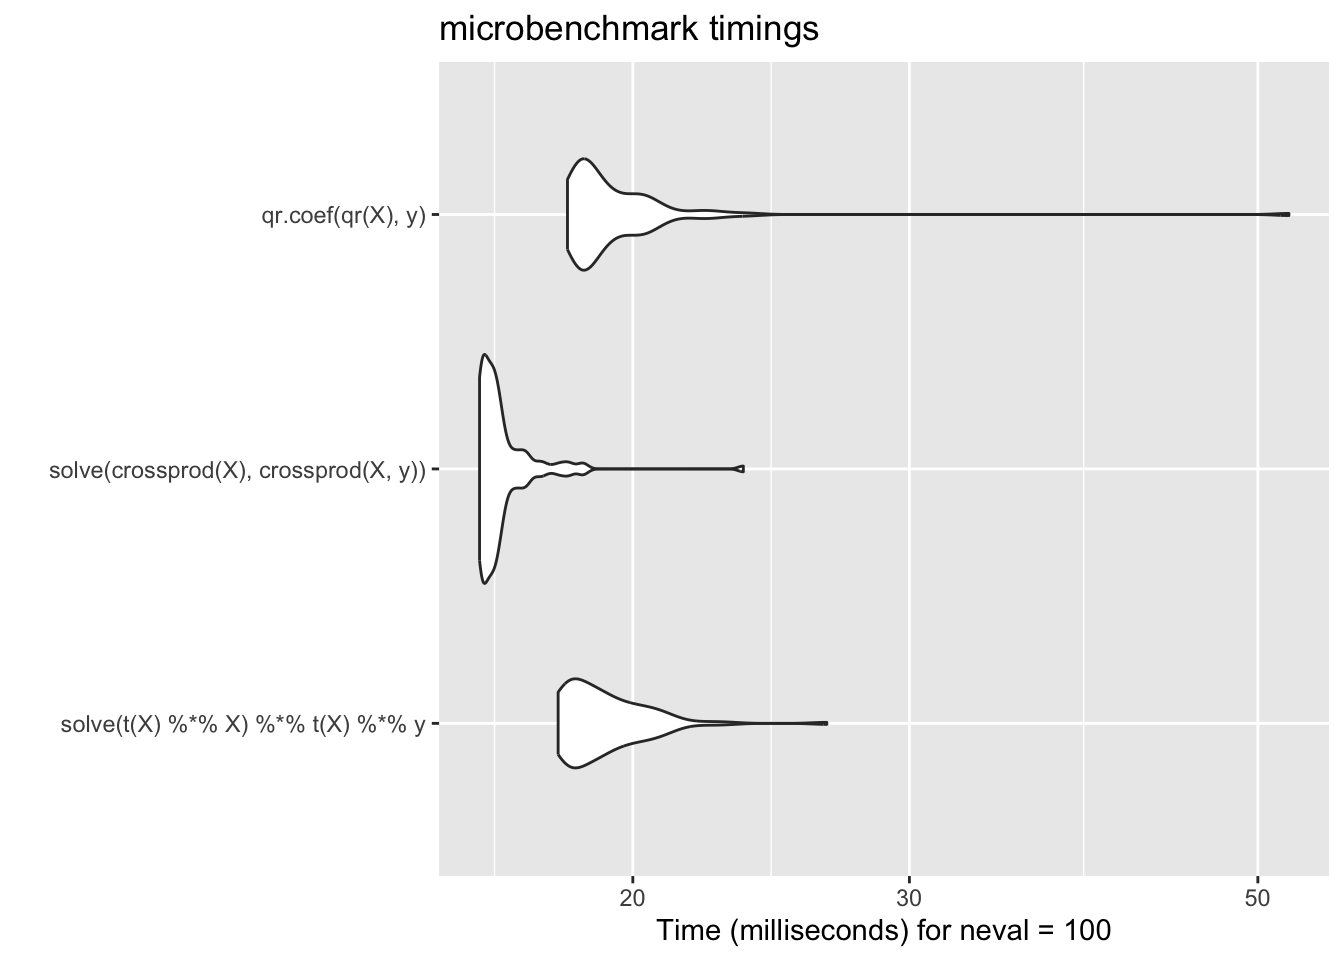 microbenchmark timings
qr.coef(qr(X), y)
solve(crossprod(X), crossprod(X, y))
solve(t(X) %*% X) %*% t(X) %*% y
20 30 50
Time (milliseconds) for neval = 100